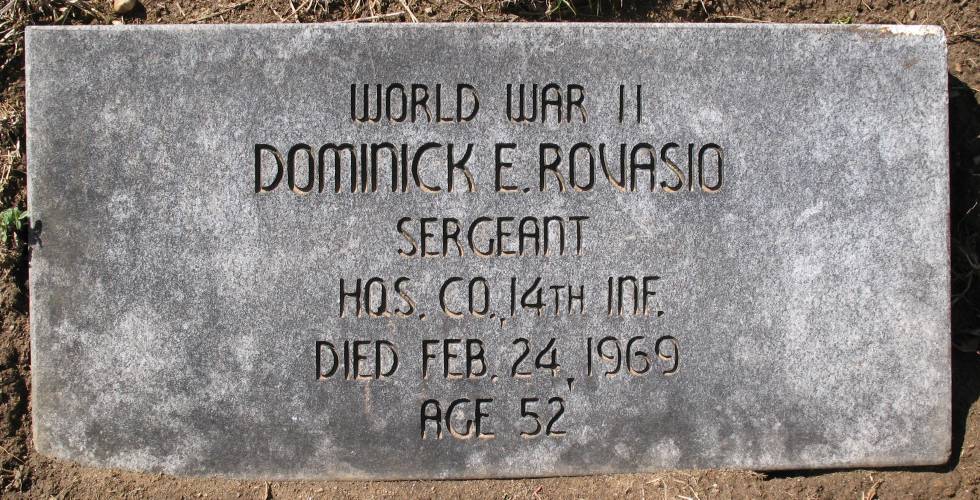 WORLD WAR II
DOMINICK E. ROVASIO
SERGEANT
HQS. CO., 14TH INF.
DIED FEB. 24, 1969
AGE 52